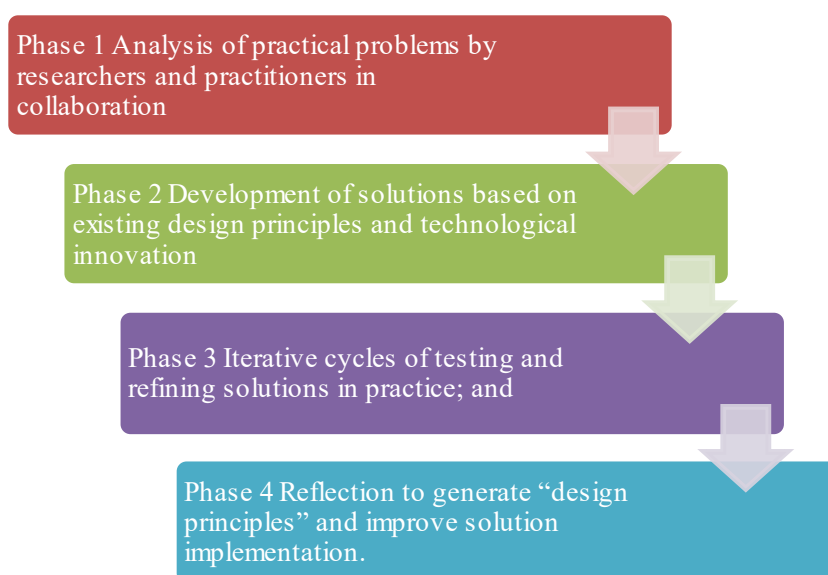 Phase 1 Analysis of practical problems by
researchers and practitioners in
collaboration
Phase 2 Development of solutions based on
existing design principles and technological
innovation
Phase 3 Iterative cycles of testing and
refining solutions in practice; and
Phase 4 Reflection to generate “design
principles” and improve solution
implementation.